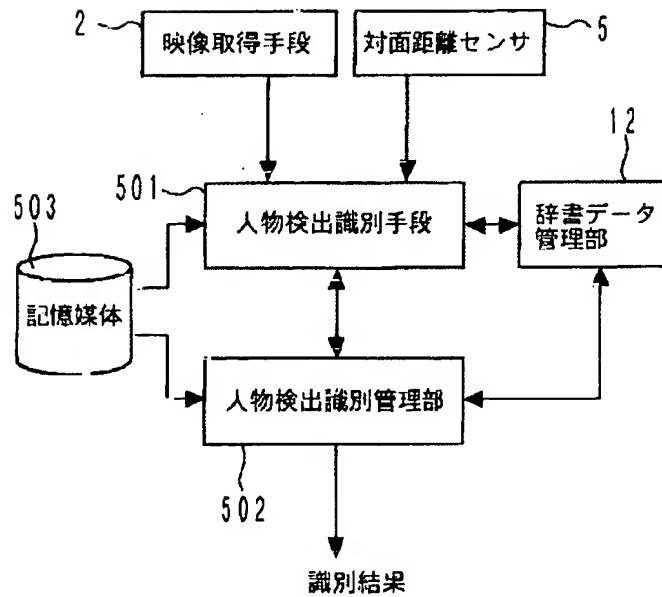 2
映像取得手段
対面距離センサ
5
12
501
503
人物検出識別手段
辞書データ
管理部
記憶媒体
人物検出識別管理部
502
識別結果